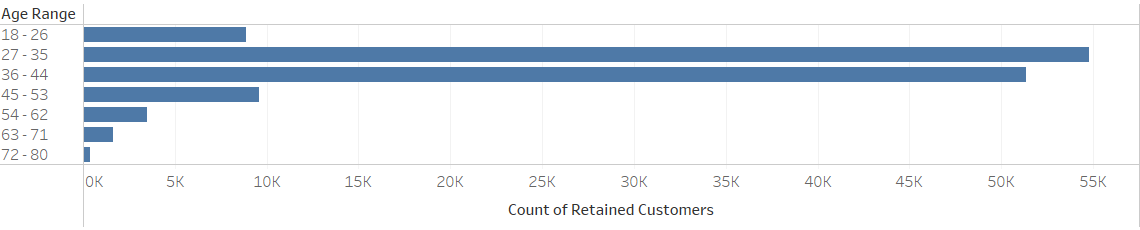 Age Range
18 - 26
27 - 35
36 - 44
45 - 53
54 - 62
63 - 71
72 - 80
0K 5K 10K 15K 20K 25K 30K 35K 40K 45K 50K 55K
Count of Retained Customers